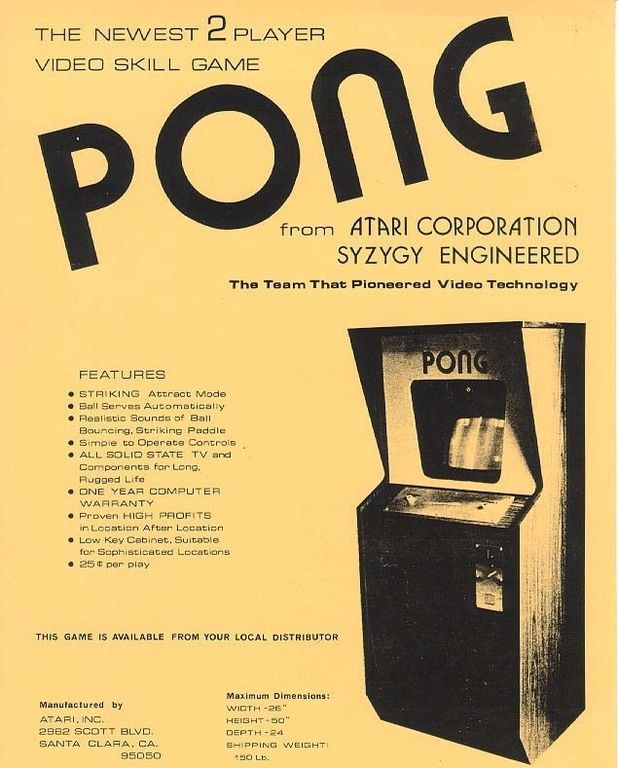 THE NEWEST 2 PLAYER
VIDEO SKILL GAME
PONG
from ATARI CORPORATION
SYZYGY ENGINEERED
The Team That Pioneered Video Technology
PONG
FEATURES
● STRIKING Attract Mode
● Ball Serves Automatically
● Realistic Sounds of Ball
Bouncing, Striking Paddle
● Simple to Operate Controls
● ALL SOLID STATE TV and
Components for Long,
Rugged Life
● ONE YEAR COMPUTER
WARRANTY
● Proven HIGH PROFITS
in Location After Location
● Low Key Cabinet, Suitable
for Sophisticated Locations
● 25¢ per play
THIS GAME IS AVAILABLE FROM YOUR LOCAL DISTRIBUTOR
Manufactured by
ATARI, INC.
2962 SCOTT BLVD.
SANTA CLARA, CA.
95050
Maximum Dimensions:
WIDTH -26"
HEIGHT -50"
DEPTH -24
SHIPPING WEIGHT:
150 Lb.